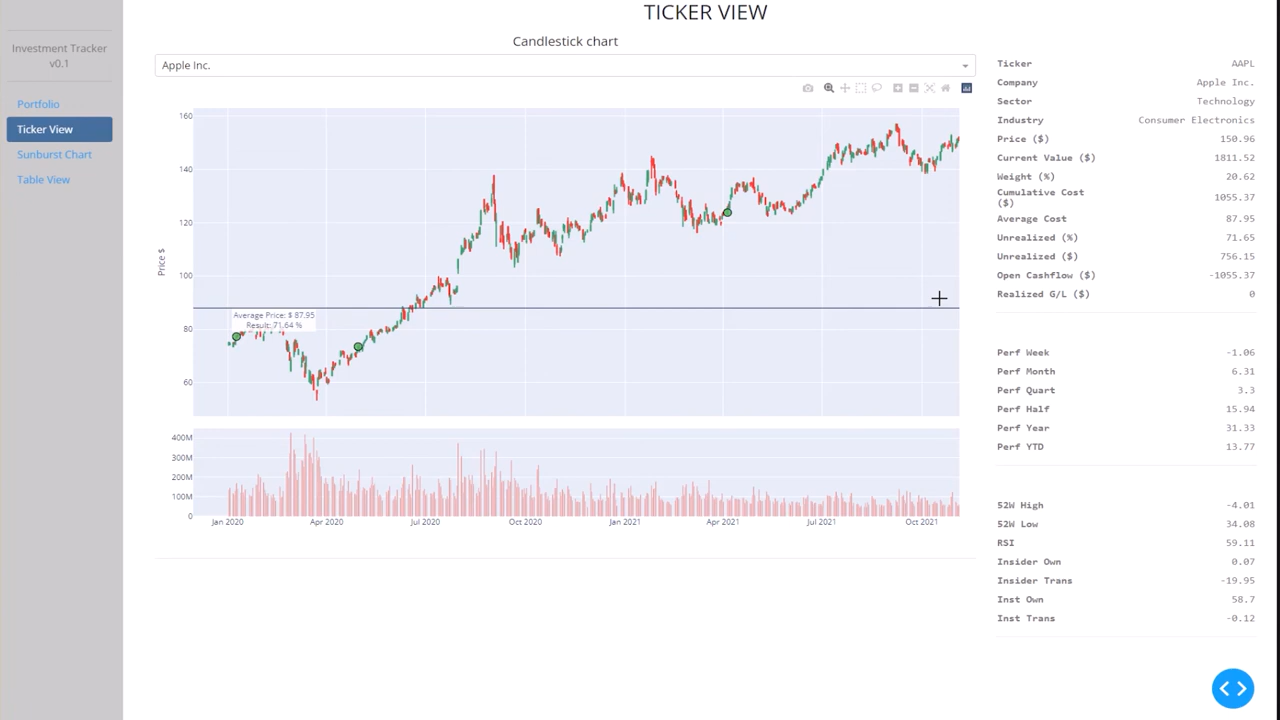 TICKER VIEW
Investment Tracker
v0.1
Portfolio
Ticker View
Sunburst Chart
Table View
Candlestick chart
Apple Inc.
160
140
120
100
80
60
Price $
Average Price: $ 87.95
Result: 71.64 %
400M
300M
200M
100M
0
Jan 2020 Apr 2020 Jul 2020 Oct 2020 Jan 2021 Apr 2021 Jul 2021 Oct 2021
Ticker AAPL
Company Apple Inc.
Sector Technology
Industry Consumer Electronics
Price ($) 150.96
Current Value ($) 1811.52
Weight (%) 20.62
Cumulative Cost
($) 1055.37
Average Cost 87.95
Unrealized (%) 71.65
Unrealized ($) 756.15
Open Cashflow ($) -1055.37
Realized G/L ($) 0
Perf Week -1.06
Perf Month 6.31
Perf Quart 3.3
Perf Half 15.94
Perf Year 31.33
Perf YTD 13.77
52W High -4.01
52W Low 34.08
RSI 59.11
Insider Own 0.07
Insider Trans -19.95
Inst Own 58.7
Inst Trans -0.12